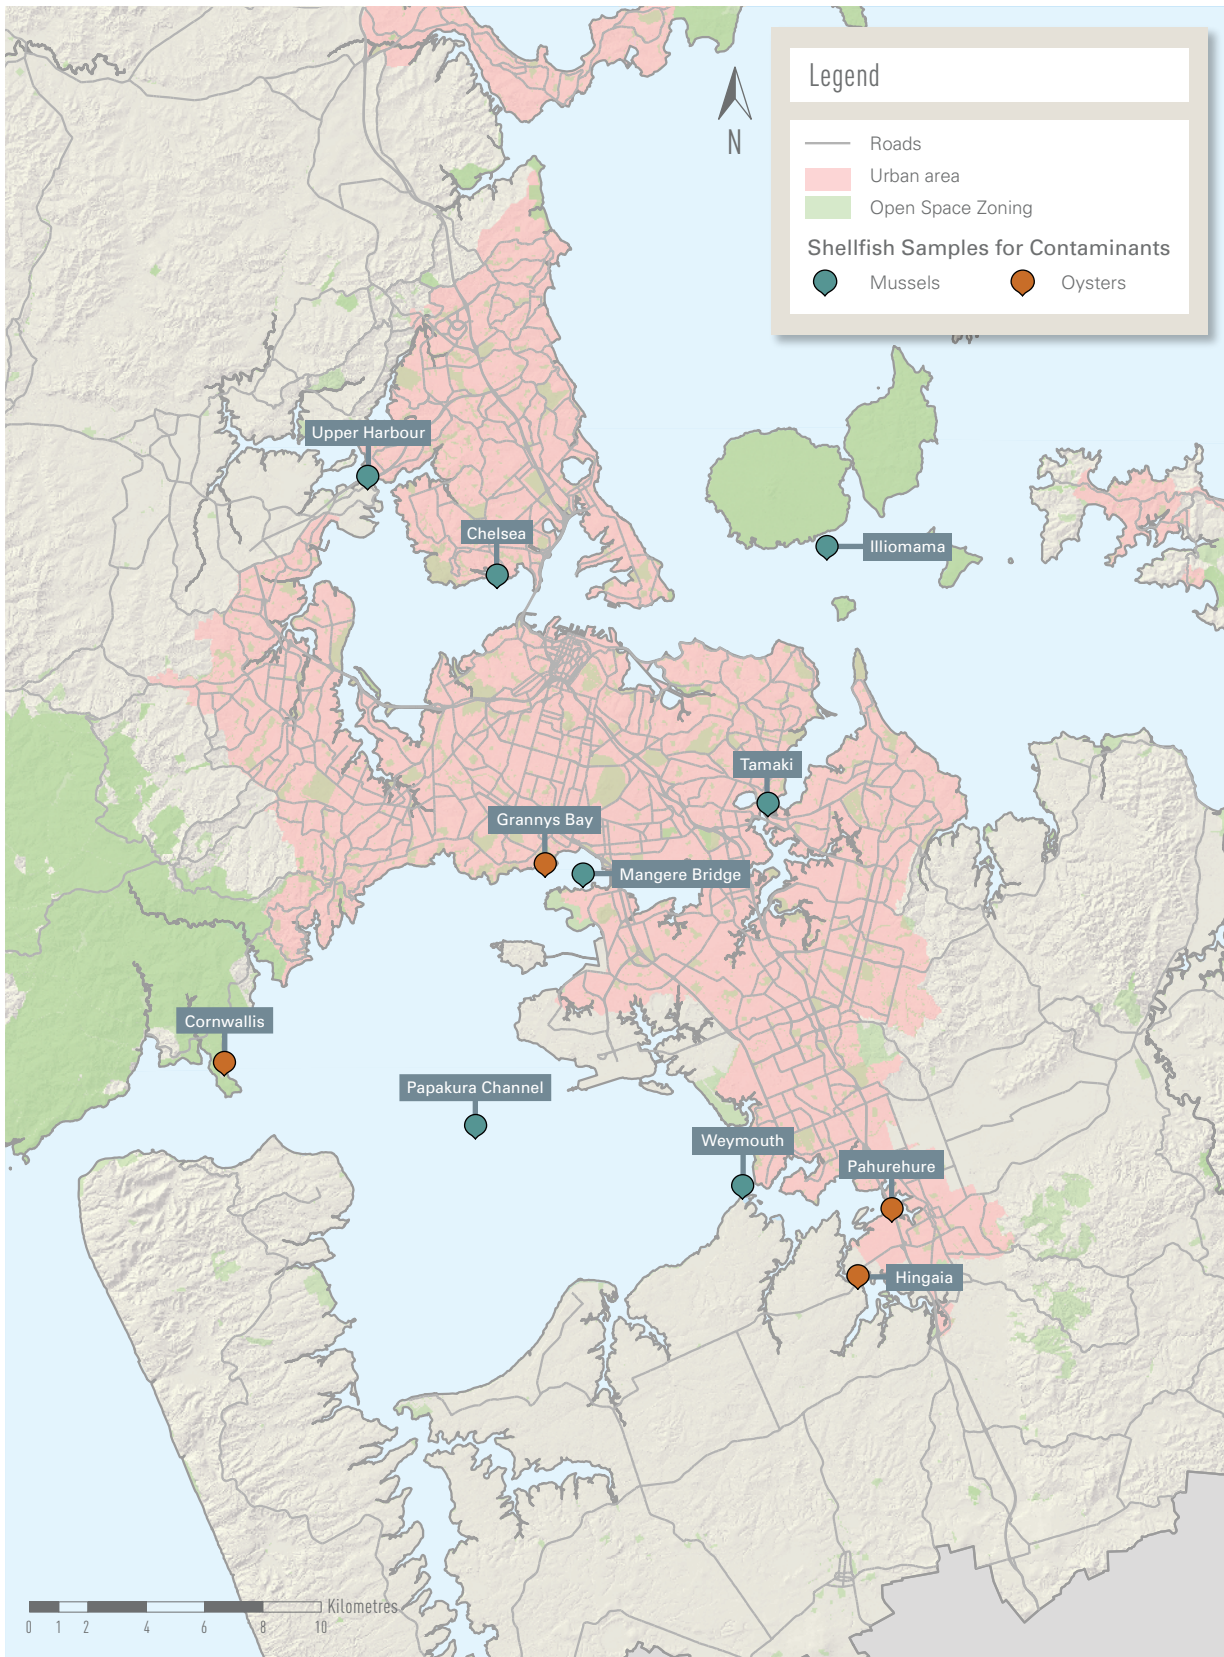 Legend
N
Roads
Urban area
Open Space Zoning
Shellfish Samples for Contaminants
Mussels
Oysters
Upper Harbour
Chelsea
Illiomama
Tamaki
Grannys Bay
Mangere Bridge
Cornwallis
Papakura Channel
Weymouth
Pahurehure
Hingaia
Kilometres
0 1 2 4 6 8 10